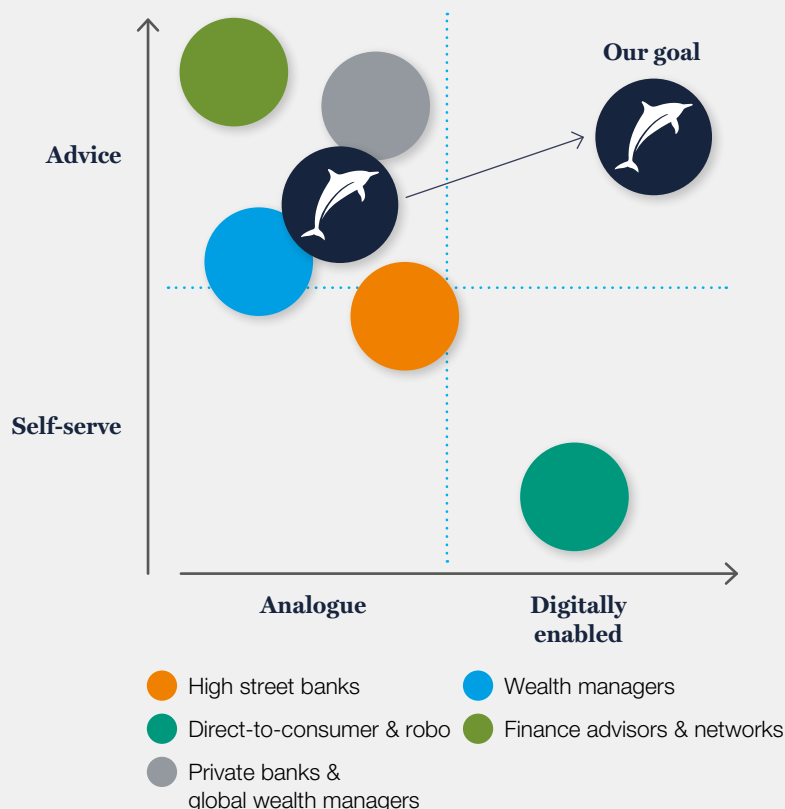 Our goal
Advice
Self-serve
Analogue
Digitally
enabled
High street banks
Wealth managers
Direct-to-consumer & robo
Finance advisors & networks
Private banks &
global wealth managers